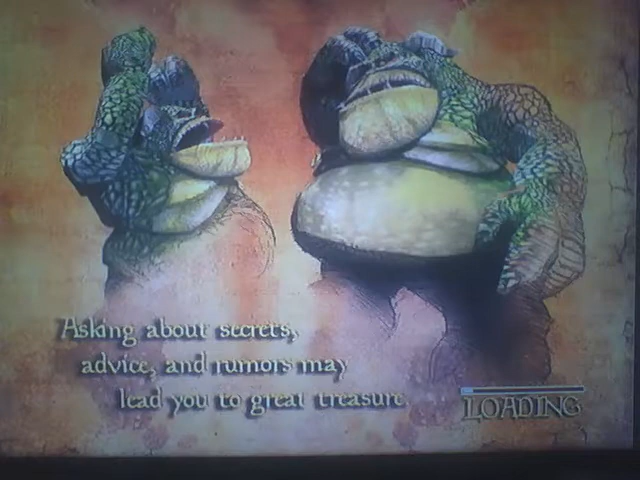 Asking about secrets,
advice, and rumors may
lead you to great treasure.
LOADING